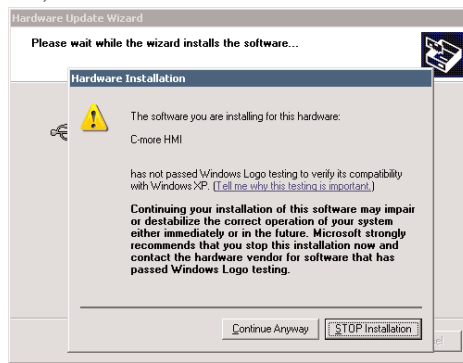 Hardware Update Wizard
Please wait while the wizard installs the software...
Hardware Installation
The software you are installing for this hardware:
C-more HMI
has not passed Windows Logo testing to verify its compatibility
with Windows XP. (Tell me why this testing is important.)
Continuing your installation of this software may impair
or destabilize the correct operation of your system
either immediately or in the future. Microsoft strongly
recommends that you stop this installation now and
contact the hardware vendor for software that has
passed Windows Logo testing.
Continue Anyway
STOP Installation